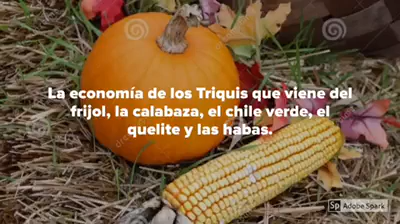 La economía de los Triquis que viene del
frijol, la calabaza, el chile verde, el
quelite y las habas.
Sp Adobe Spark